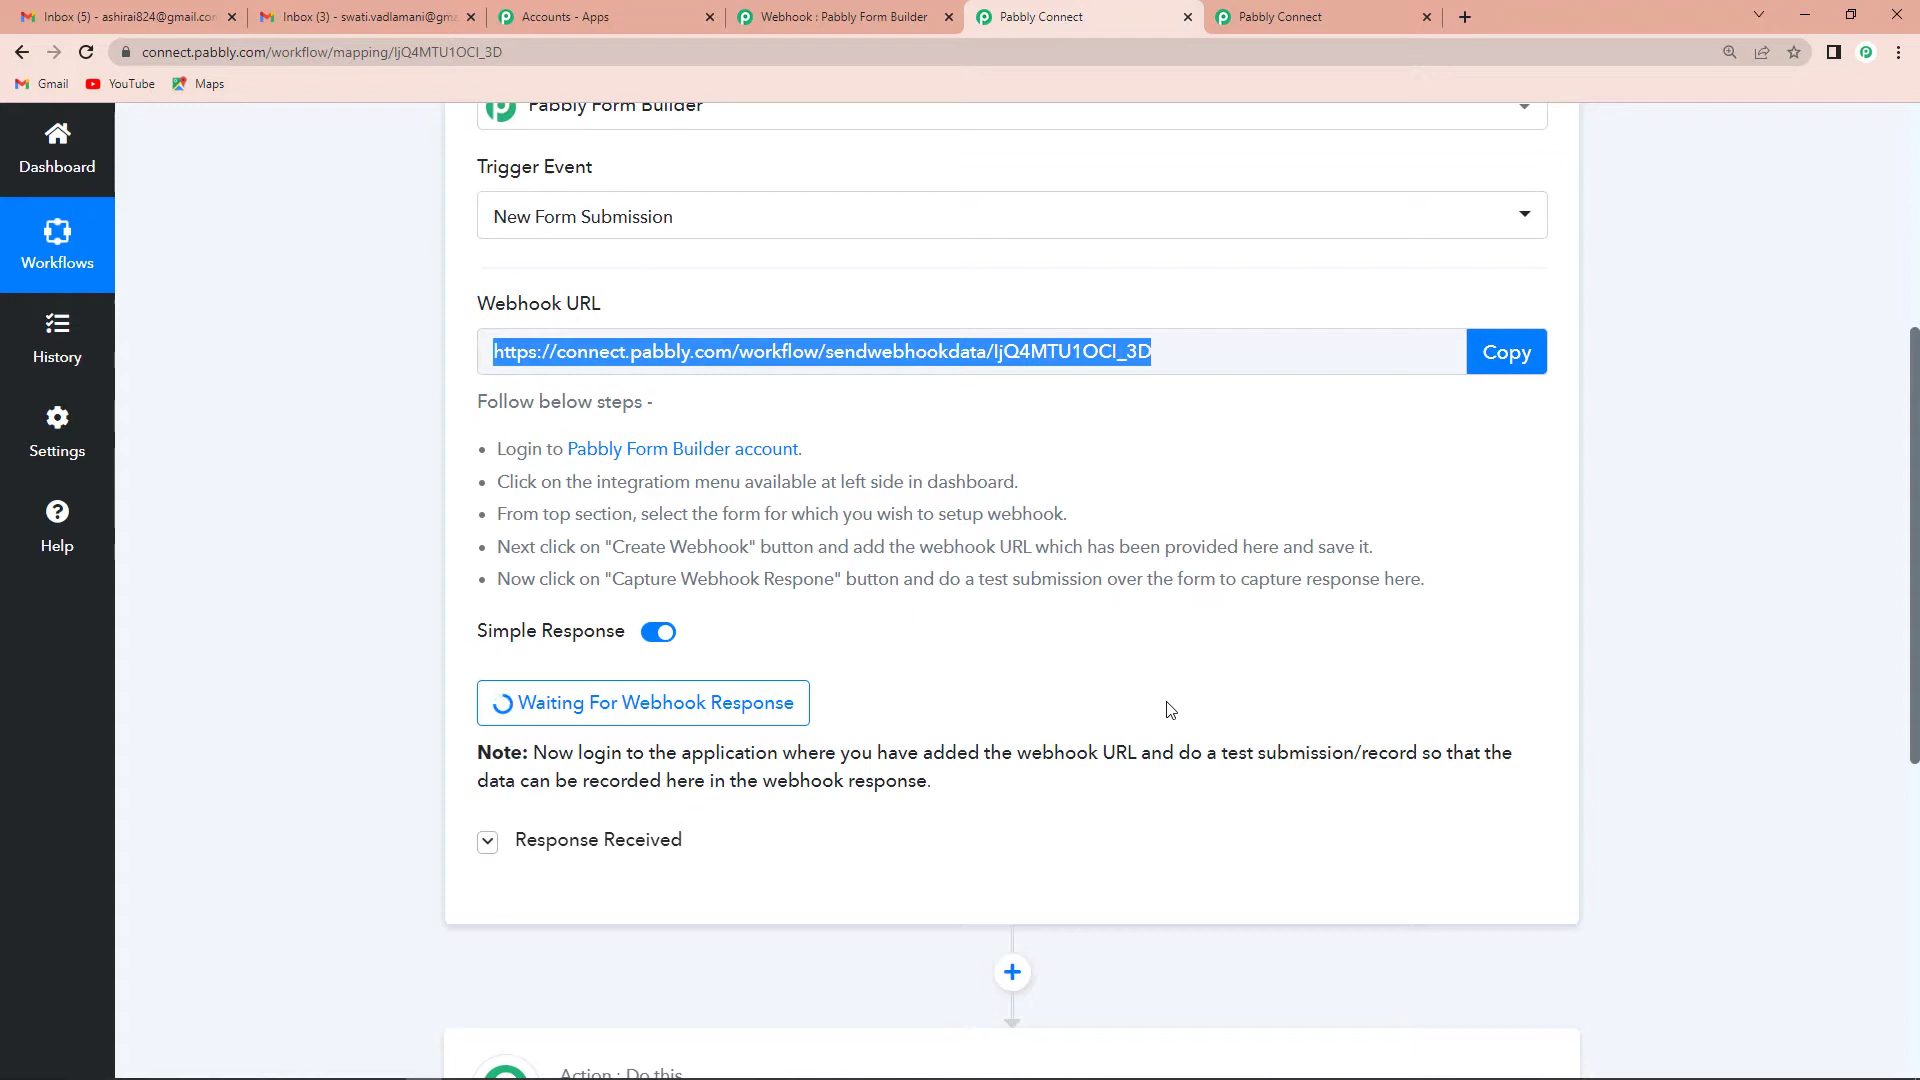 Inbox (5) - ashirai824@gmail.con
Inbox (3) - swati.vadlamani@gm
Accounts - Apps
Webhook : Pabbly Form Builder
Pabbly Connect
Pabbly Connect
connect.pabbly.com/workflow/mapping/IjQ4MTU1OCI_3D
Gmail
YouTube
Maps
Dashboard
Workflows
History
Settings
Help
Pabbly Form Builder
Trigger Event
New Form Submission
Webhook URL
https://connect.pabbly.com/workflow/sendwebhookdata/IjQ4MTU1OCI_3D
Copy
Follow below steps -
• Login to Pabbly Form Builder account.
• Click on the integratiom menu available at left side in dashboard.
• From top section, select the form for which you wish to setup webhook.
• Next click on "Create Webhook" button and add the webhook URL which has been provided here and save it.
• Now click on "Capture Webhook Respone" button and do a test submission over the form to capture response here.
Simple Response
Waiting For Webhook Response
Note: Now login to the application where you have added the webhook URL and do a test submission/record so that the
data can be recorded here in the webhook response.
Response Received
Action : Do this